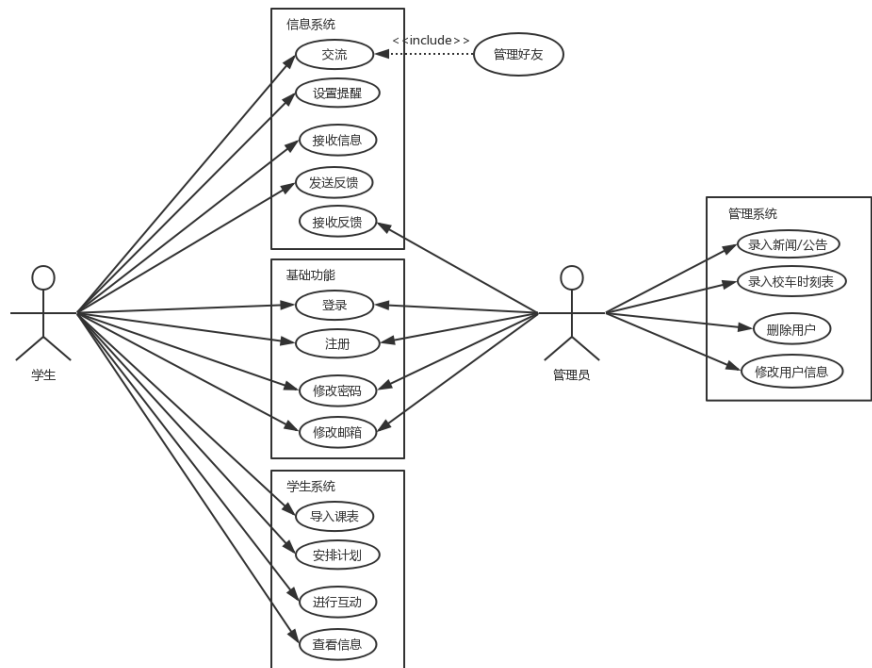 信息系统
交流
<<include>>
管理好友
设置提醒
接收信息
发送反馈
接收反馈
基础功能
登录
注册
修改密码
修改邮箱
学生系统
导入课表
安排计划
进行互动
查看信息
学生
管理员
管理系统
录入新闻/公告
录入校车时刻表
删除用户
修改用户信息